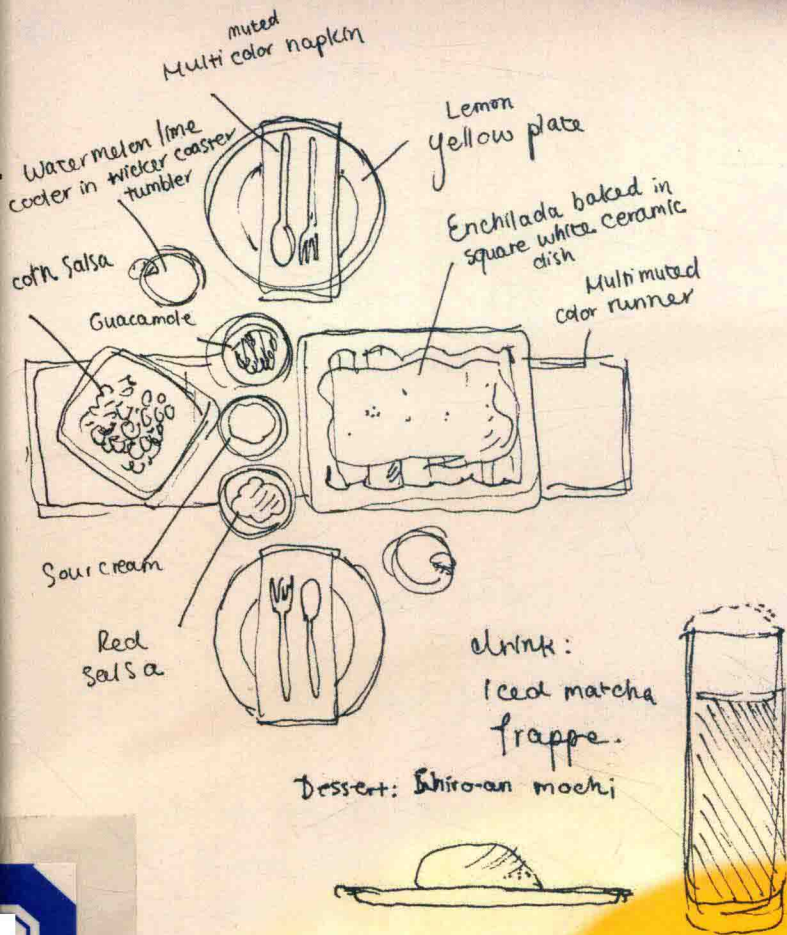 muted
Multi color napkin
Lemon
yellow plate
Watermelon lime
cooler in wicker coaster
tumbler
Enchilada baked in
square white ceramic
dish
Multi muted
color runner
corn salsa
Guacamole
Sour cream
Red
salsa
drink:
Iced matcha
frappe.
Dessert: Shiro-an mochi